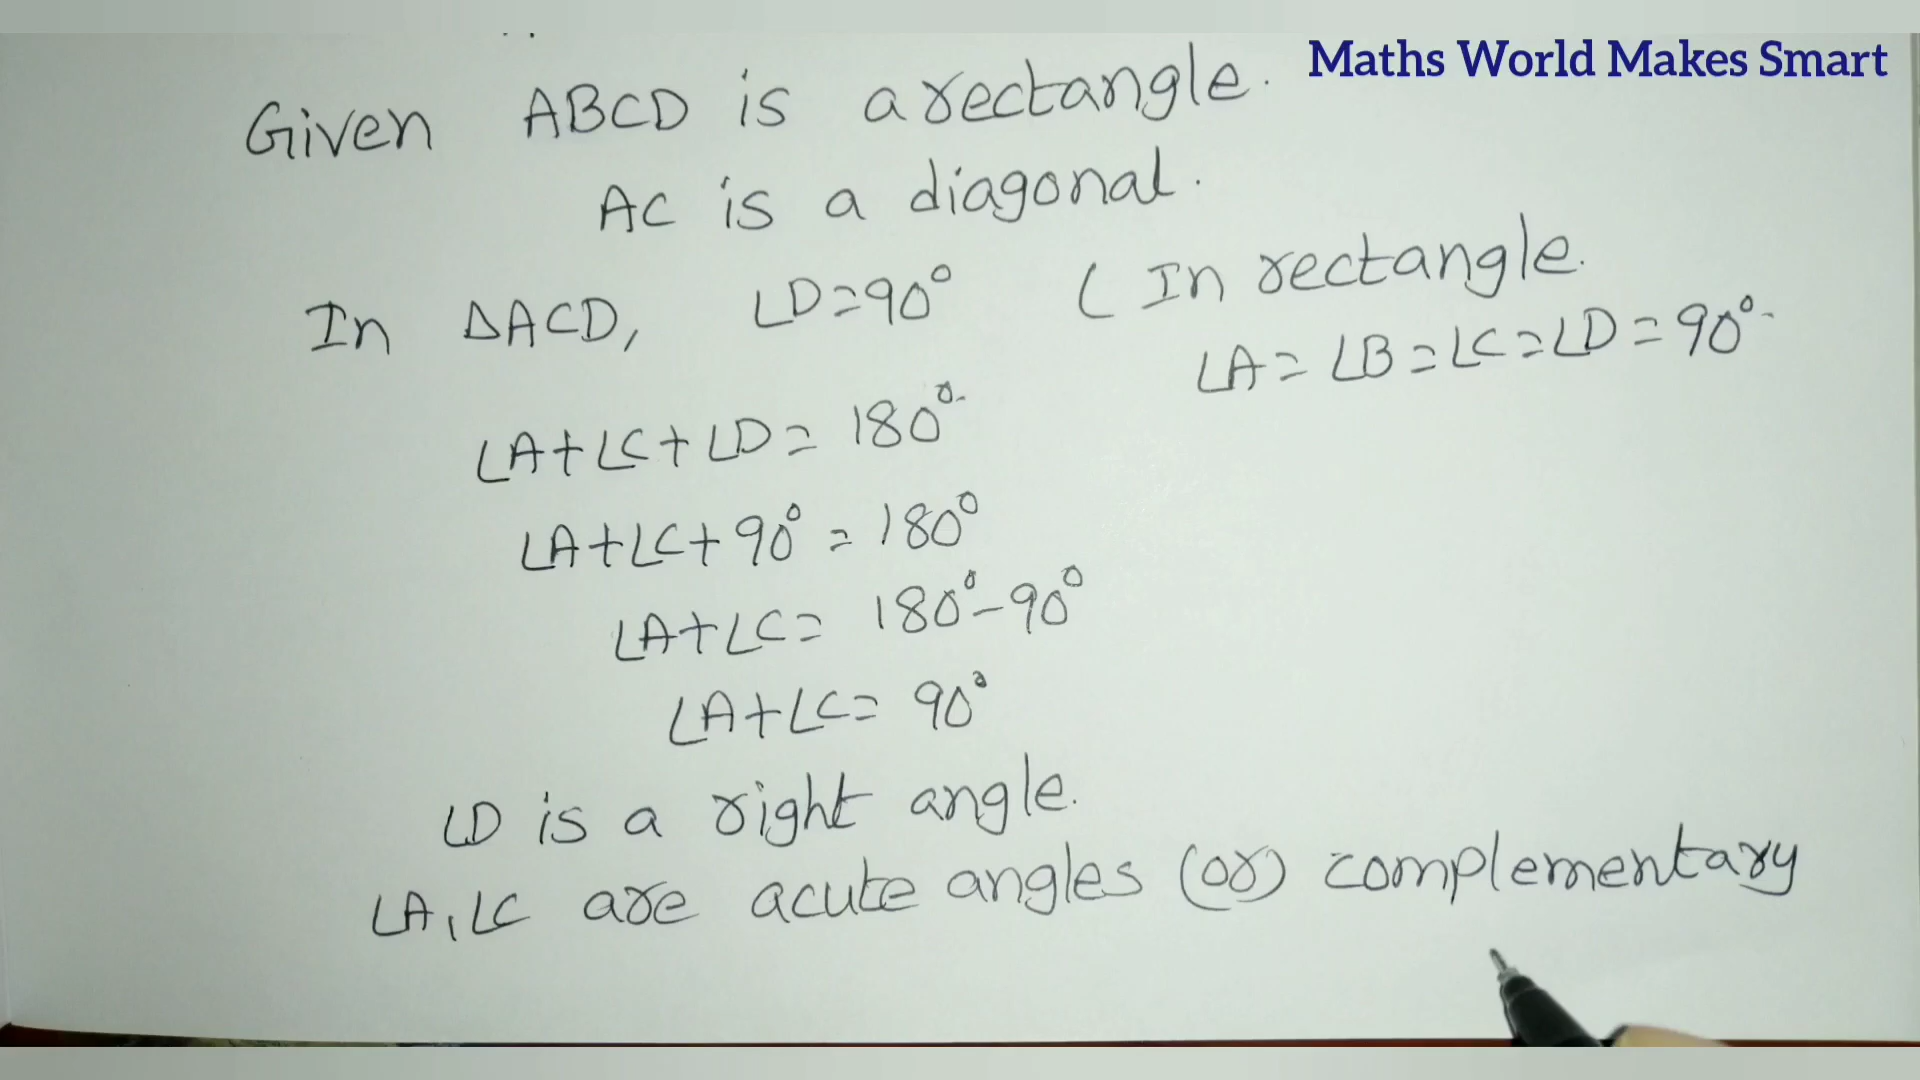 Maths World Makes Smart
Given ABCD is a rectangle.
AC is a diagonal.
In ΔACD, ∠D=90° (In rectangle.
∠A=∠B=∠C=∠D=90°
∠A+∠C+∠D=180°
∠A+∠C+90°=180°
∠A+∠C=180°-90°
∠A+∠C=90°
∠D is a right angle.
∠A,∠C are acute angles (or) complementary